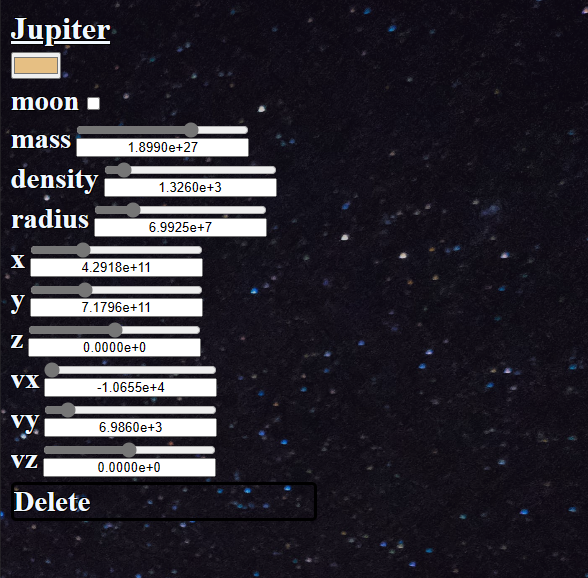 Jupiter
moon
mass
1.8990e+27
density
1.3260e+3
radius
6.9925e+7
x
4.2918e+11
y
7.1796e+11
z
0.0000e+0
vx
-1.0655e+4
vy
6.9860e+3
vz
0.0000e+0
Delete